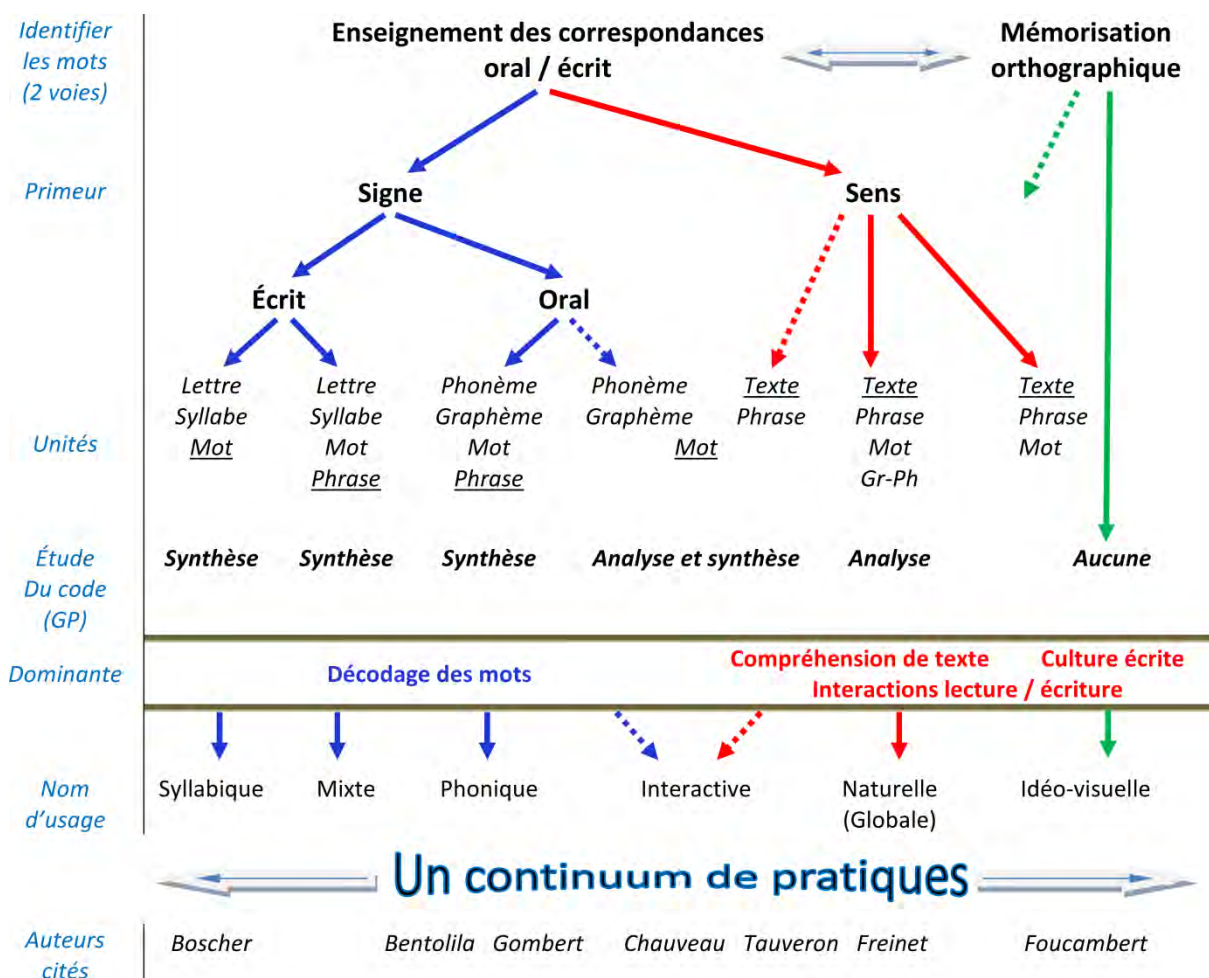 Identifier
les mots
(2 voies)
Enseignement des correspondances
oral / écrit
Mémorisation
orthographique
Primeur
Signe
Sens
Écrit
Oral
Unités
Lettre
Syllabe
Mot
Lettre
Syllabe
Mot
Phrase
Phonème
Graphème
Mot
Phrase
Phonème
Graphème
Mot
Texte
Phrase
Texte
Phrase
Mot
Gr-Ph
Texte
Phrase
Mot
Étude
Du code
(GP)
Synthèse
Synthèse
Synthèse
Analyse et synthèse
Analyse
Aucune
Dominante
Décodage des mots
Compréhension de texte
Culture écrite
Interactions lecture / écriture
Nom
d'usage
Syllabique
Mixte
Phonique
Interactive
Naturelle
(Globale)
Idéo-visuelle
Un continuum de pratiques
Auteurs
cités
Boscher
Bentolila
Gombert
Chauveau
Tauveron
Freinet
Foucambert